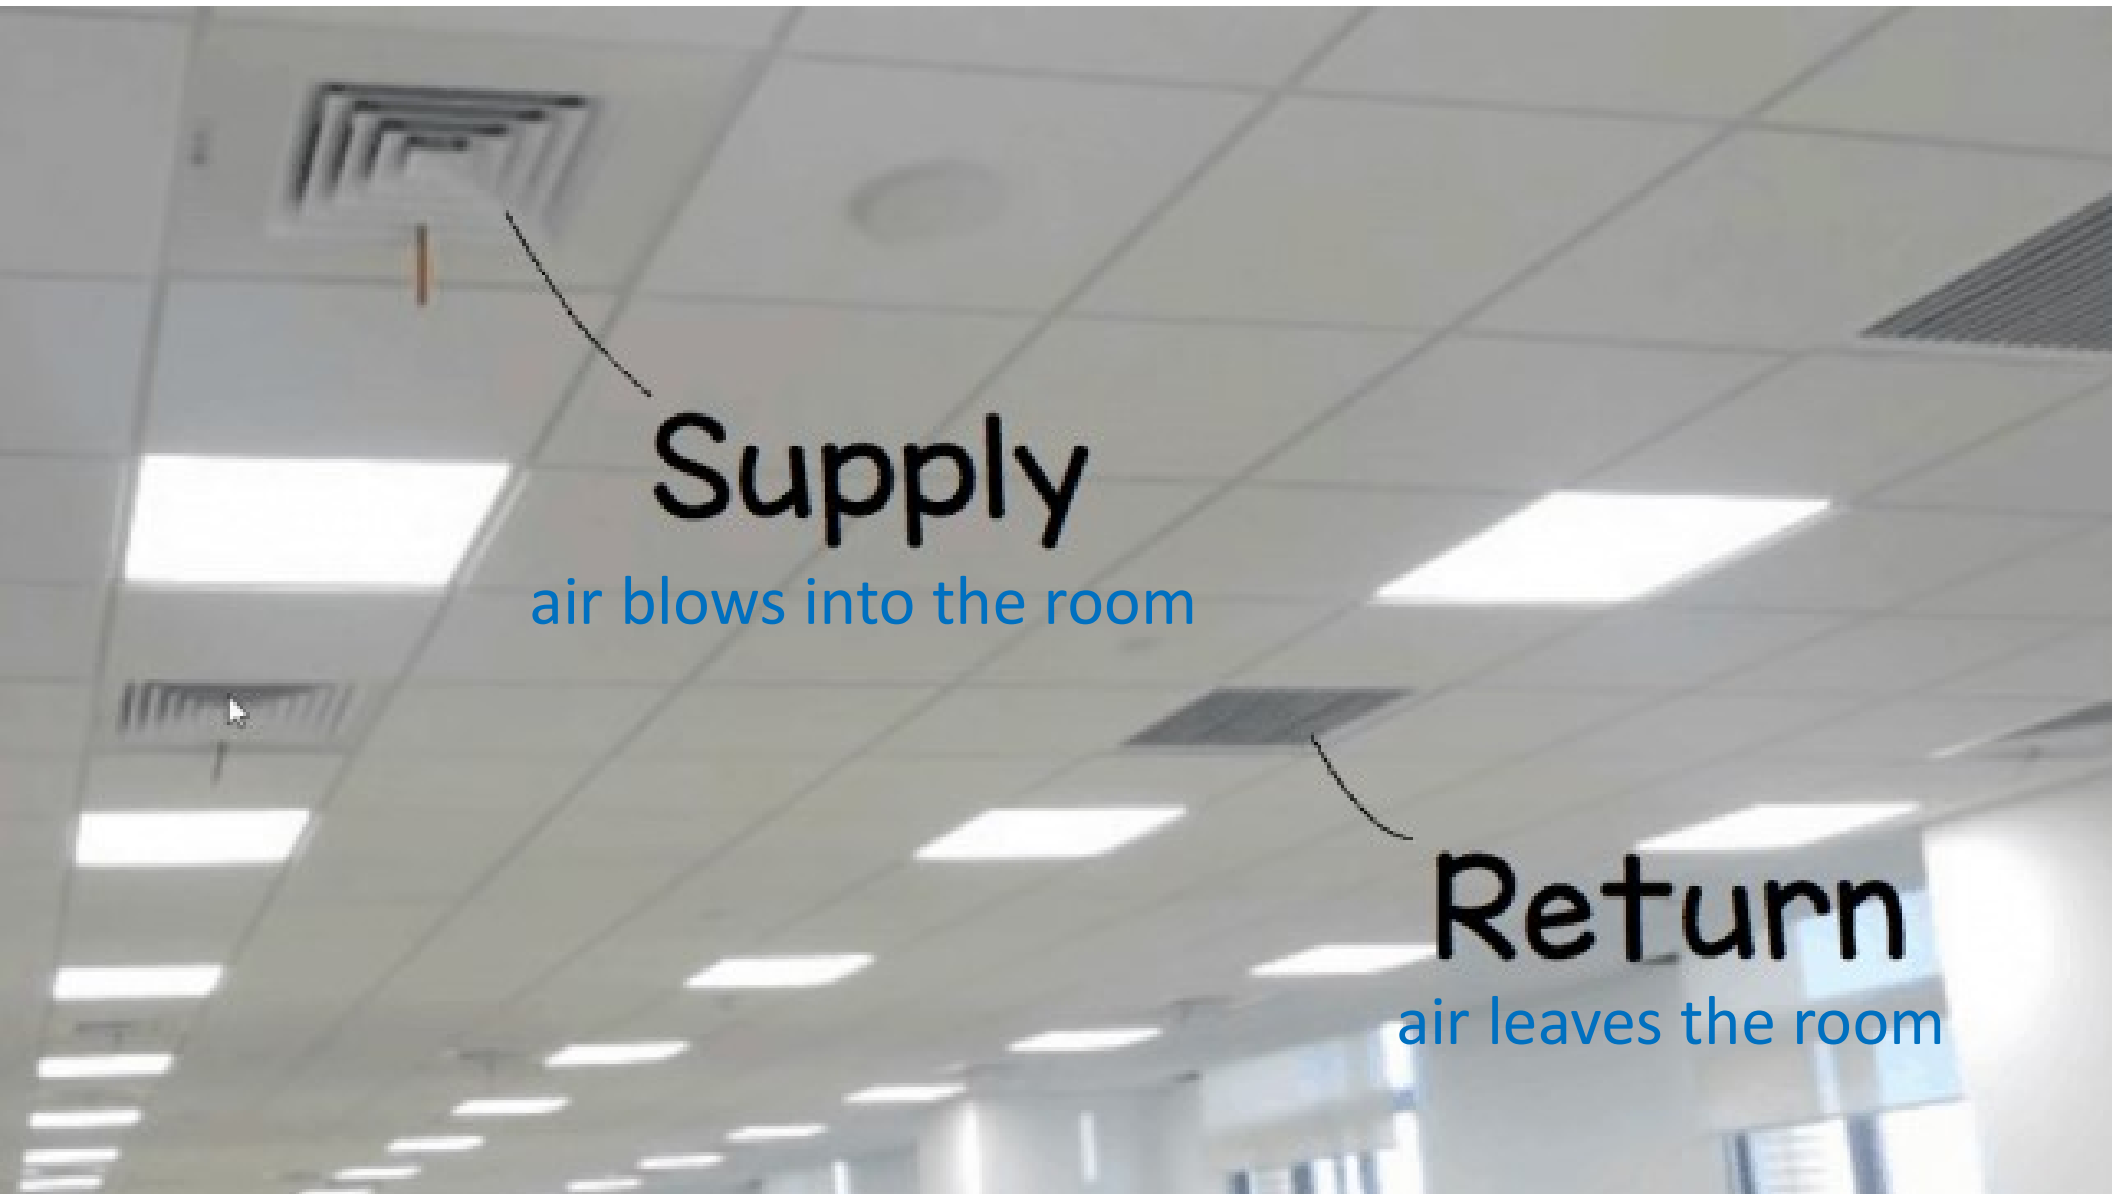 Supply
air blows into the room
Return
air leaves the room